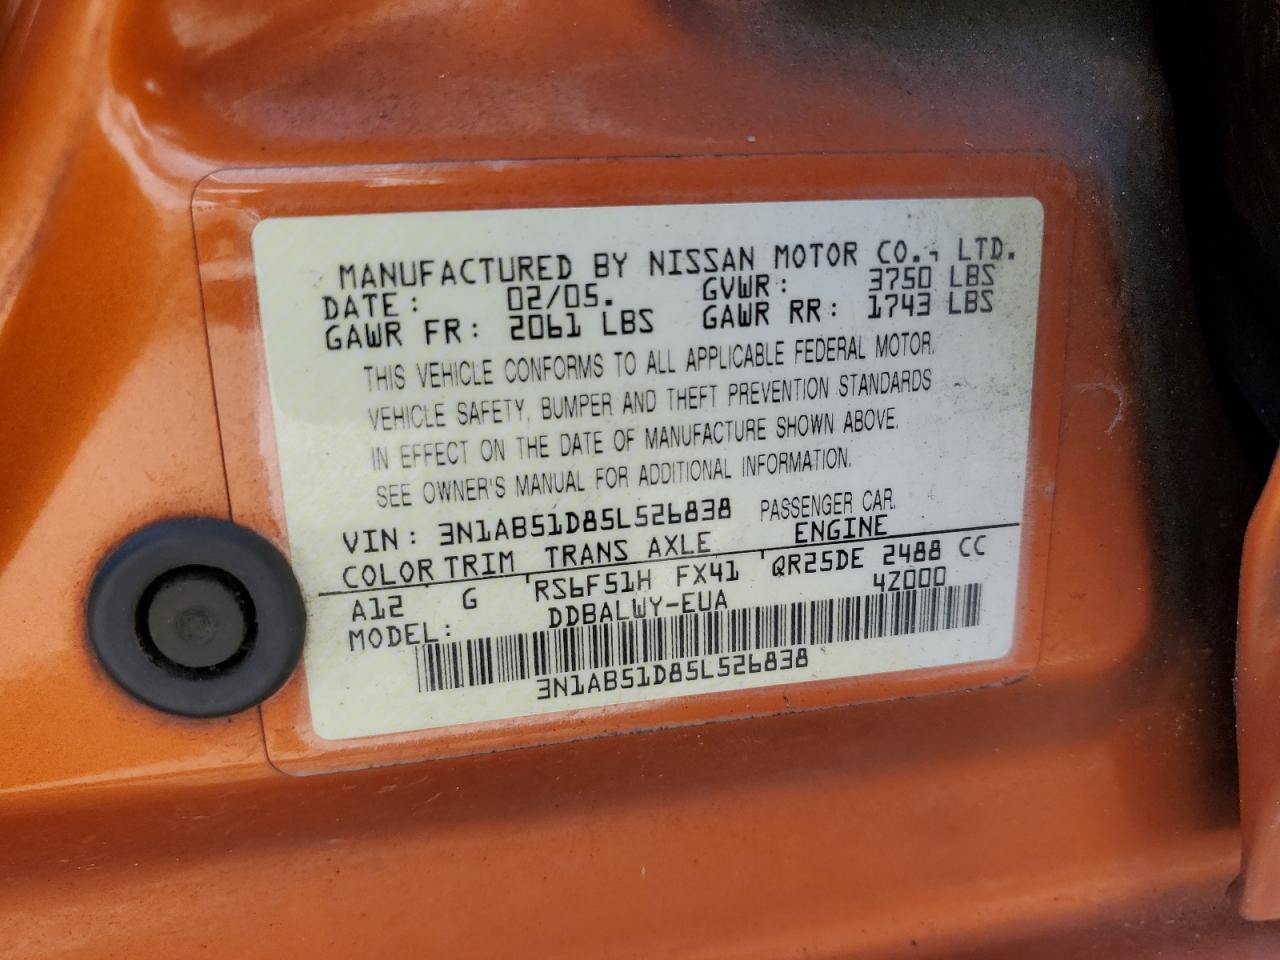 MANUFACTURED BY NISSAN MOTOR CO., LTD.
DATE: 02/05. GVWR: 3750 LBS
GAWR FR: 2061 LBS GAWR RR: 1743 LBS
THIS VEHICLE CONFORMS TO ALL APPLICABLE FEDERAL MOTOR.
VEHICLE SAFETY, BUMPER AND THEFT PREVENTION STANDARDS
IN EFFECT ON THE DATE OF MANUFACTURE SHOWN ABOVE.
SEE OWNER'S MANUAL FOR ADDITIONAL INFORMATION.
VIN: 3N1AB51D85L526838 PASSENGER CAR.
COLOR TRIM TRANS AXLE ENGINE
A12 G RS6F51H FX41 QR25DE 2488 CC
MODEL: DDBALWY-EUA 4Z000
3N1AB51D85L526838